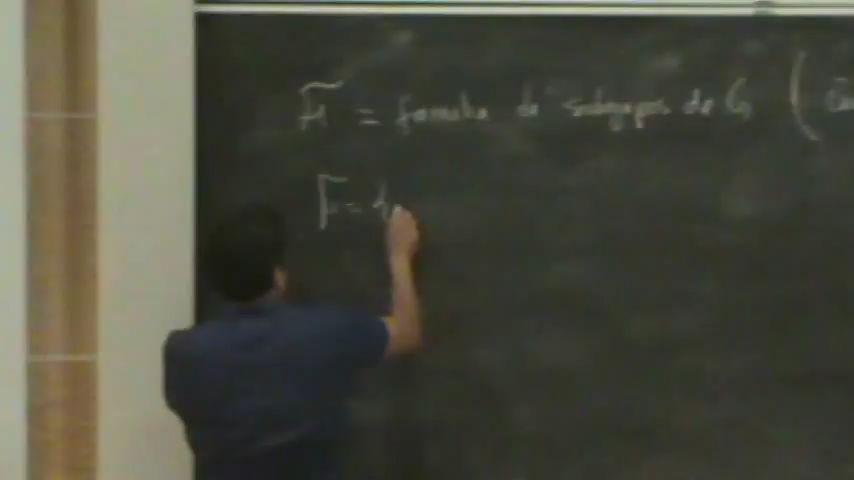 F = familia de subgrupos de G (
F = {